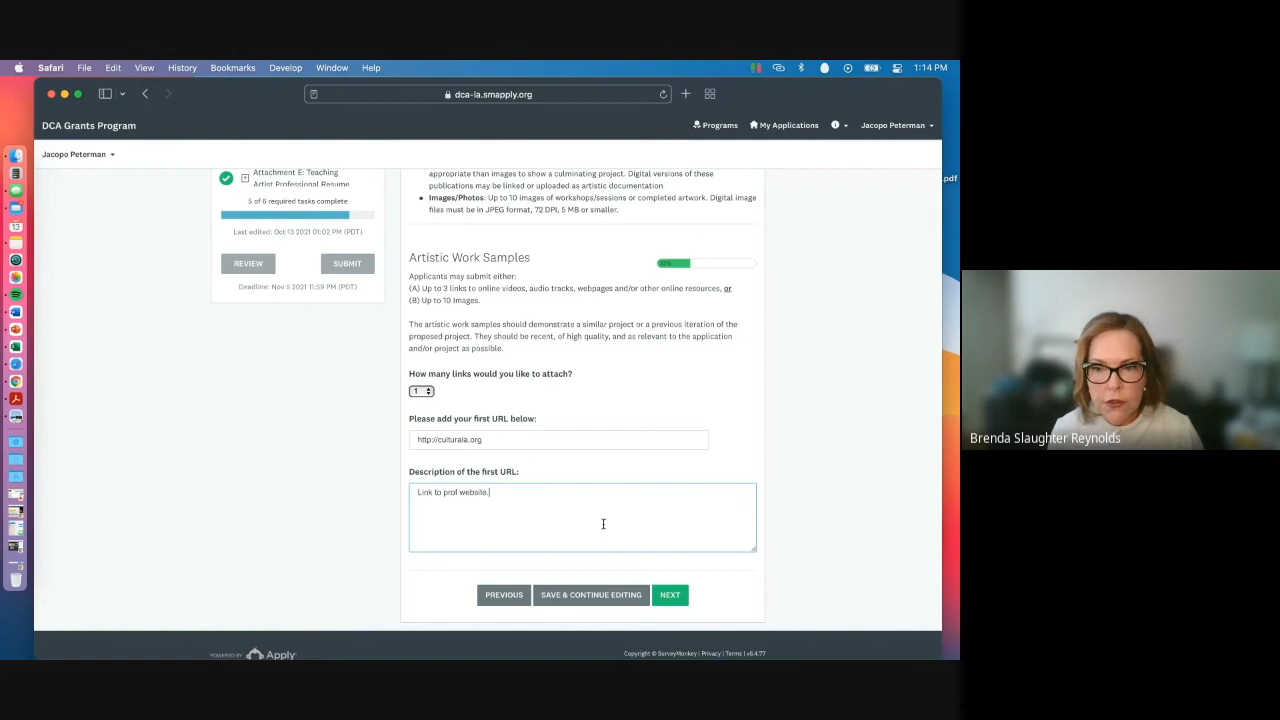 Safari File Edit View History Bookmarks Develop Window Help
1:14 PM
dca-la.smapply.org
DCA Grants Program
Programs
My Applications
Jacopo Peterman
Jacopo Peterman
.pdf
Attachment E: Teaching
Artist Professional Resume
5 of 6 required tasks complete
Last edited: Oct 13 2021 01:02 PM (PDT)
REVIEW
SUBMIT
Deadline: Nov 5 2021 11:59 PM (PDT)
appropriate than images to show a culminating project. Digital versions of these
publications may be linked or uploaded as artistic documentation
Images/Photos: Up to 10 images of workshops/sessions or completed artwork. Digital image
files must be in JPEG format, 72 DPI, 5 MB or smaller.
Artistic Work Samples
Applicants may submit either:
(A) Up to 3 links to online videos, audio tracks, webpages and/or other online resources, or
(B) Up to 10 Images.
The artistic work samples should demonstrate a similar project or a previous iteration of the
proposed project. They should be recent, of high quality, and as relevant to the application
and/or project as possible.
How many links would you like to attach?
1
Please add your first URL below:
http://culturala.org
Description of the first URL:
Link to prof website.
PREVIOUS
SAVE & CONTINUE EDITING
NEXT
POWERED BY Apply
Copyright © SurveyMonkey | Privacy | Terms | v6.4.77
Brenda Slaughter Reynolds